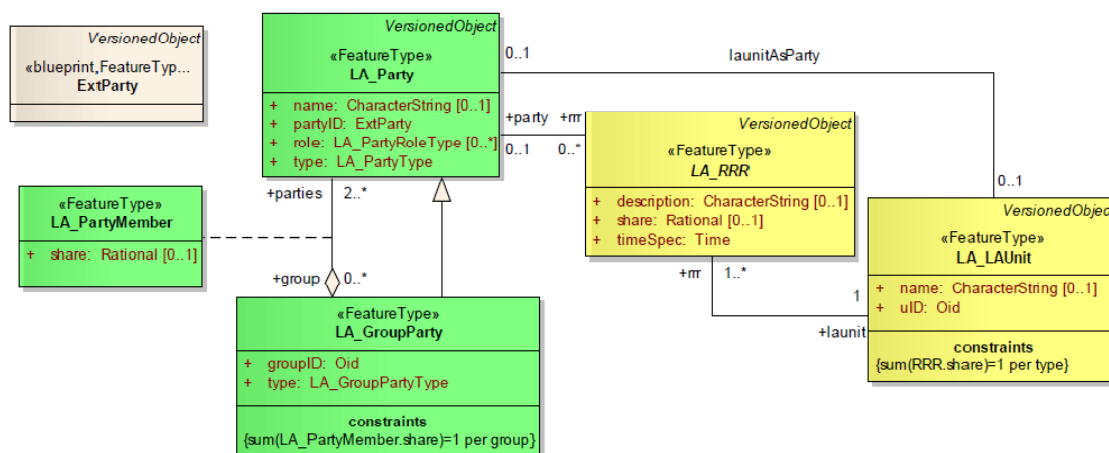 VersionedObject
«blueprint,FeatureTyp...
ExtParty
VersionedObject
«FeatureType»
LA_Party
+ name: CharacterString [0..1]
+ partyID: ExtParty
+ role: LA_PartyRoleType [0..*]
+ type: LA_PartyType
0..1
launitAsParty
+party
+rrr
0..1
0..*
VersionedObject
«FeatureType»
LA_RRR
+ description: CharacterString [0..1]
+ share: Rational [0..1]
+ timeSpec: Time
+parties
2..*
«FeatureType»
LA_PartyMember
+ share: Rational [0..1]
0..1
VersionedObject
«FeatureType»
LA_LAUnit
+ name: CharacterString [0..1]
+ uID: Oid
constraints
{sum(RRR.share)=1 per type}
+rrr
1..*
1
+launit
+group
0..*
«FeatureType»
LA_GroupParty
+ groupID: Oid
+ type: LA_GroupPartyType
constraints
{sum(LA_PartyMember.share)=1 per group}